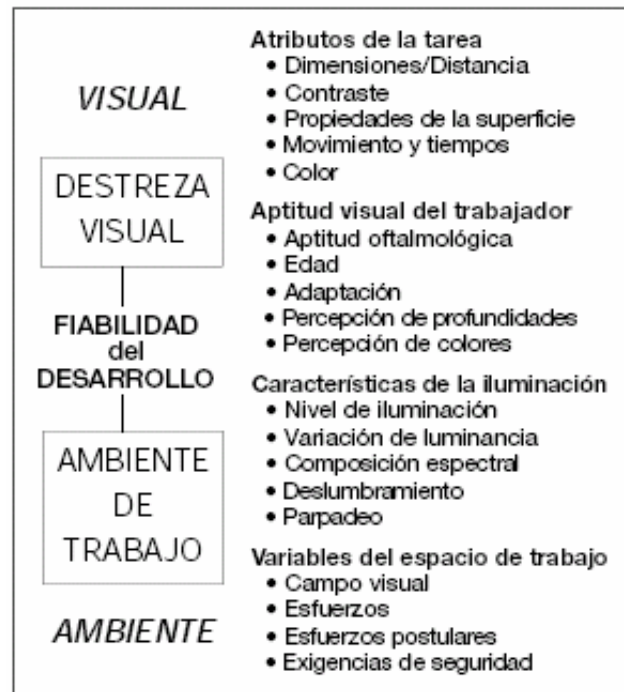 VISUAL
DESTREZA
VISUAL
FIABILIDAD
del
DESARROLLO
AMBIENTE
DE
TRABAJO
AMBIENTE
Atributos de la tarea
• Dimensiones/Distancia
• Contraste
• Propiedades de la superficie
• Movimiento y tiempos
• Color
Aptitud visual del trabajador
• Aptitud oftalmológica
• Edad
• Adaptación
• Percepción de profundidades
• Percepción de colores
Características de la iluminación
• Nivel de iluminación
• Variación de luminancia
• Composición espectral
• Deslumbramiento
• Parpadeo
Variables del espacio de trabajo
• Campo visual
• Esfuerzos
• Esfuerzos postulares
• Exigencias de seguridad